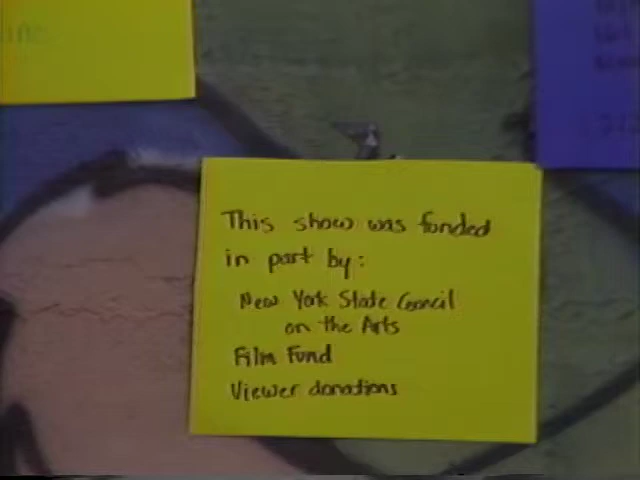 This show was funded
in part by:
New York State Council
on the Arts
Film Fund
Viewer donations